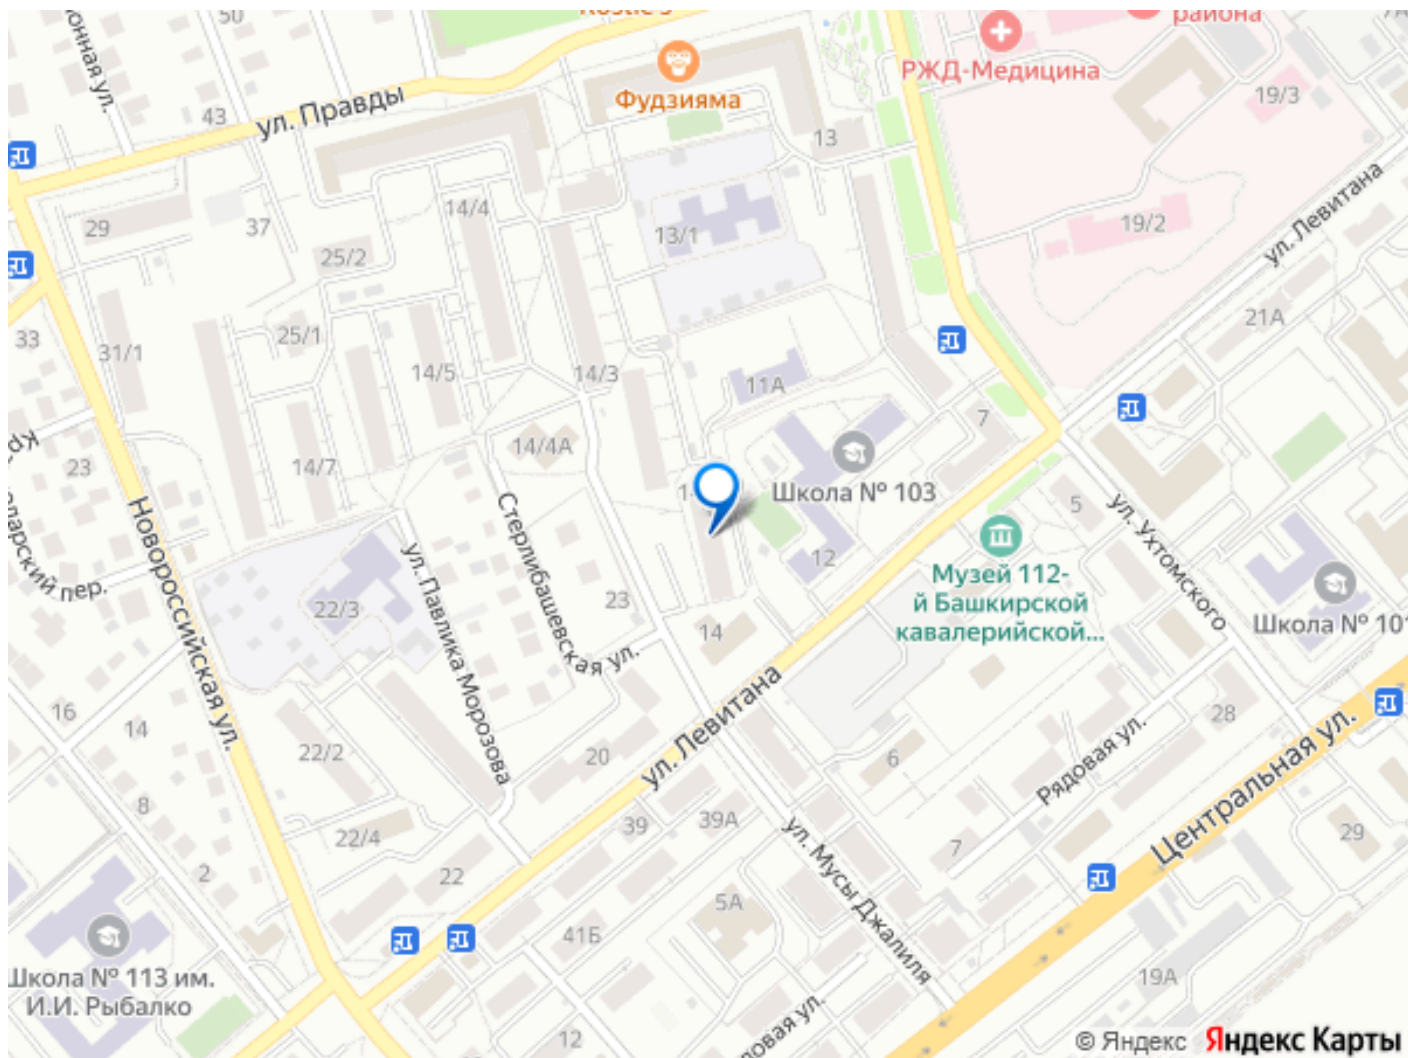 РЖД-Медицина
района
7А
50
Фудзияма
19/3
43
ул. Правды
13
29
37
14/4
25/2
13/1
19/2
ул. Левитана
33
31/1
25/1
14/5
14/3
11А
21А
7
23
14/7
14/4А
Школа № 103
5
ул. Ухтомского
Новороссийская ул.
Стерлибашевская ул.
ул. Павлика Морозова
пер.
22/3
23
14
12
Музей 112-
й Башкирской
кавалерийской...
Школа № 101
16
14
22/2
20
ул. Левитана
6
28
Рядовая ул.
Центральная ул.
8
22/4
39
39А
ул. Мусы Джалиля
7
29
2
22
5А
41Б
Школа № 113 им.
И.И. Рыбалко
19А
12
© Яндекс Яндекс Карты